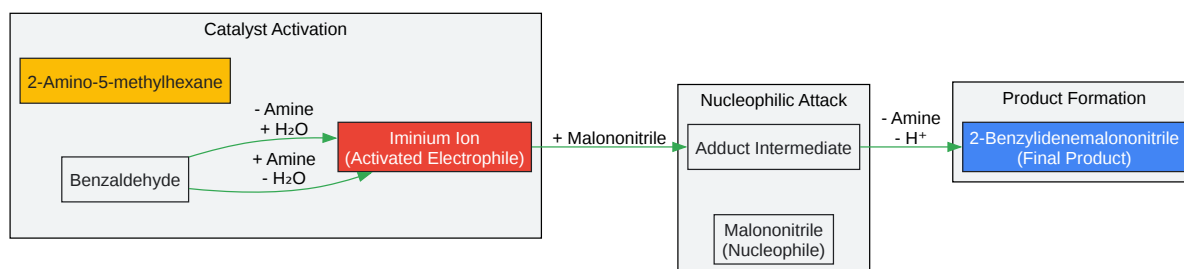 Catalyst Activation
2-Amino-5-methylhexane
- Amine
+ H₂O
+ Amine
- H₂O
Benzaldehyde
Iminium Ion
(Activated Electrophile)
+ Malononitrile
Nucleophilic Attack
Adduct Intermediate
Malononitrile
(Nucleophile)
- Amine
- H⁺
Product Formation
2-Benzylidenemalononitrile
(Final Product)